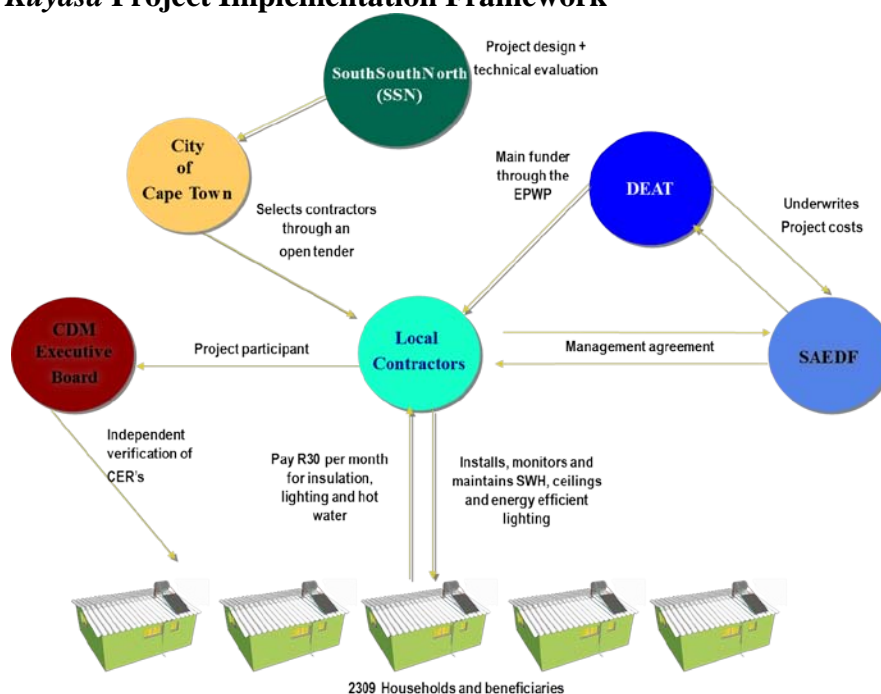 Kuyasa Project Implementation Framework
SouthSouthNorth
(SSN)
Project design +
technical evaluation
City
of
Cape Town
Main funder
through the
EPWP
DEAT
Underwrites
Project costs
Selects contractors
through an
open tender
CDM
Executive
Board
Project participant
Local
Contractors
Management agreement
SAEDF
Independent
verification of
CER's
Pay R30 per month
for insulation,
lighting and hot
water
Installs, monitors and
maintains SWH, ceilings
and energy efficient
lighting
2309 Households and beneficiaries